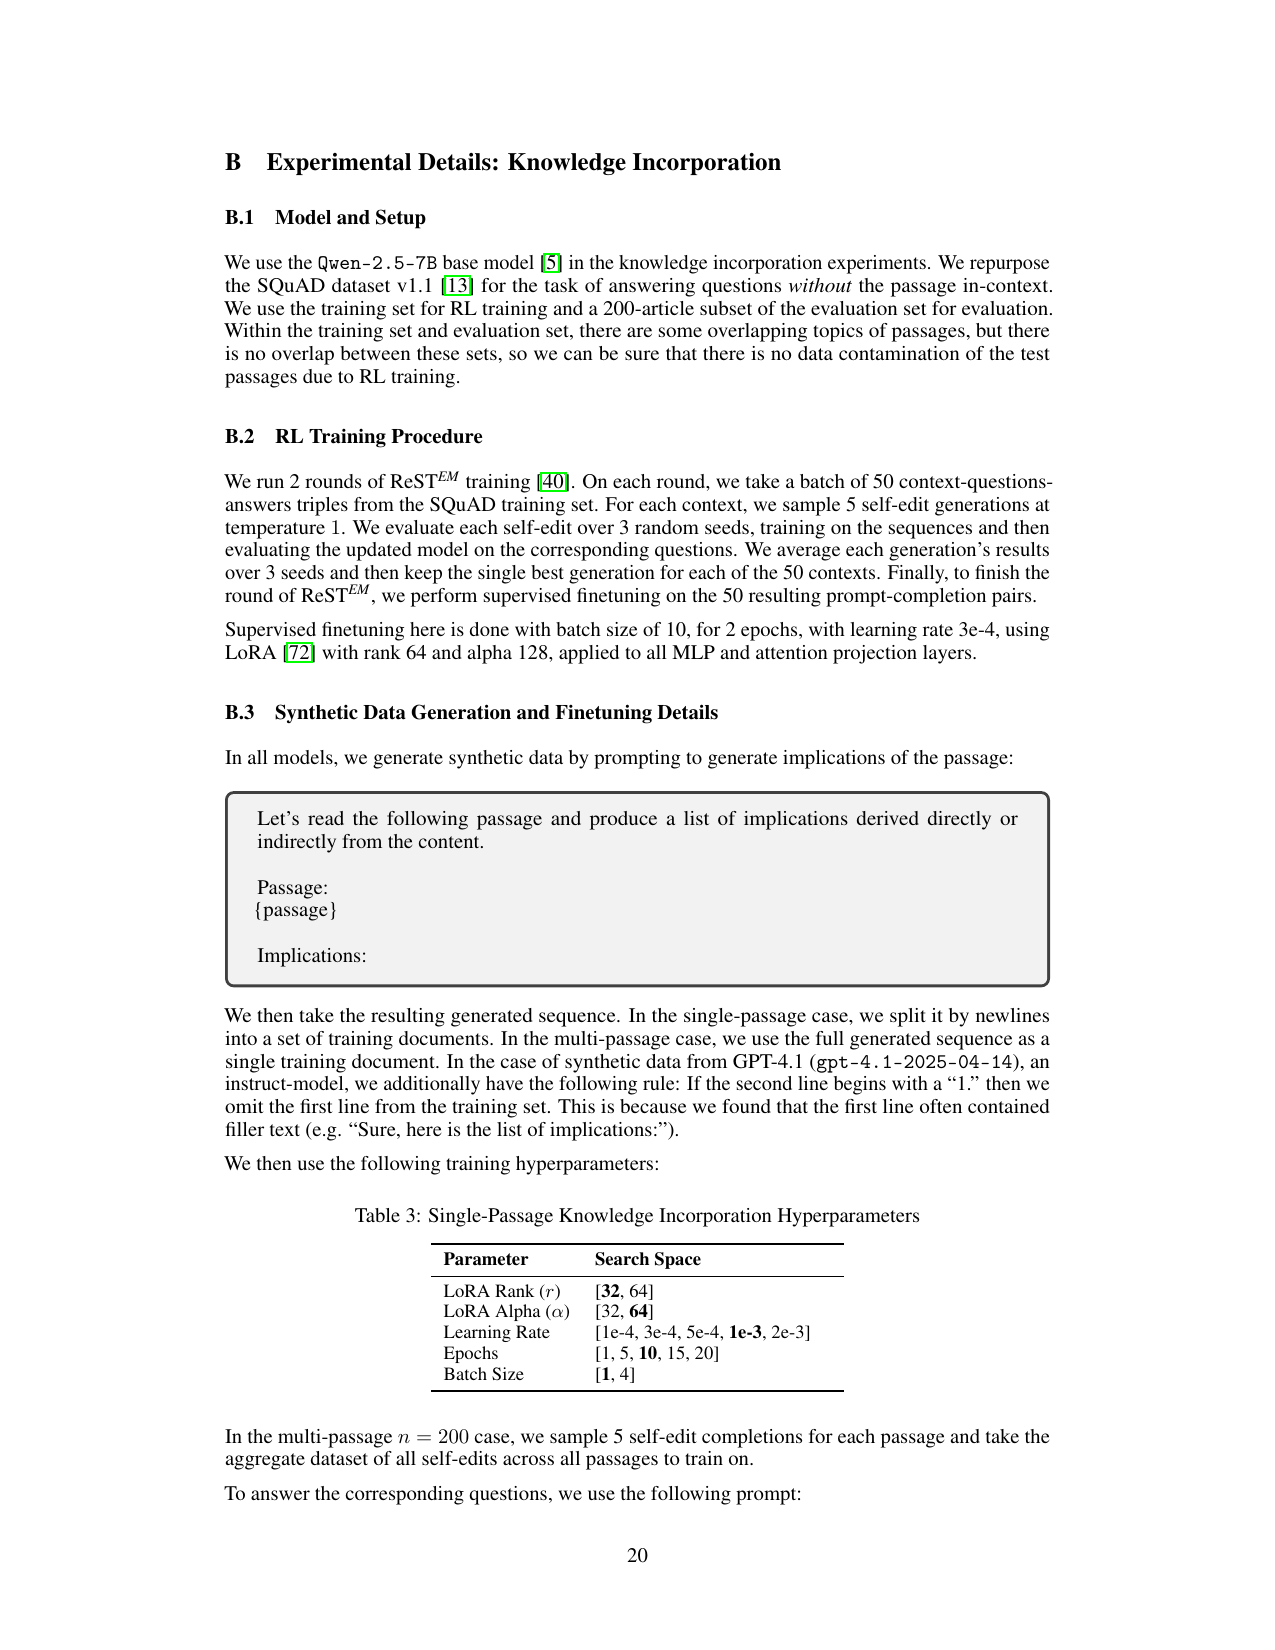 B Experimental Details: Knowledge Incorporation
B.1 Model and Setup
We use the Qwen-2.5-7B base model [5] in the knowledge incorporation experiments. We repurpose
the SQuAD dataset v1.1 [13] for the task of answering questions without the passage in-context.
We use the training set for RL training and a 200-article subset of the evaluation set for evaluation.
Within the training set and evaluation set, there are some overlapping topics of passages, but there
is no overlap between these sets, so we can be sure that there is no data contamination of the test
passages due to RL training.
B.2 RL Training Procedure
We run 2 rounds of ReST^EM training [40]. On each round, we take a batch of 50 context-questions-
answers triples from the SQuAD training set. For each context, we sample 5 self-edit generations at
temperature 1. We evaluate each self-edit over 3 random seeds, training on the sequences and then
evaluating the updated model on the corresponding questions. We average each generation's results
over 3 seeds and then keep the single best generation for each of the 50 contexts. Finally, to finish the
round of ReST^EM, we perform supervised finetuning on the 50 resulting prompt-completion pairs.
Supervised finetuning here is done with batch size of 10, for 2 epochs, with learning rate 3e-4, using
LoRA [72] with rank 64 and alpha 128, applied to all MLP and attention projection layers.
B.3 Synthetic Data Generation and Finetuning Details
In all models, we generate synthetic data by prompting to generate implications of the passage:
Let's read the following passage and produce a list of implications derived directly or
indirectly from the content.
Passage:
{passage}
Implications:
We then take the resulting generated sequence. In the single-passage case, we split it by newlines
into a set of training documents. In the multi-passage case, we use the full generated sequence as a
single training document. In the case of synthetic data from GPT-4.1 (gpt-4.1-2025-04-14), an
instruct-model, we additionally have the following rule: If the second line begins with a “1.” then we
omit the first line from the training set. This is because we found that the first line often contained
filler text (e.g. “Sure, here is the list of implications:”).
We then use the following training hyperparameters:
Table 3: Single-Passage Knowledge Incorporation Hyperparameters
Parameter Search Space
LoRA Rank (r) [32, 64]
LoRA Alpha (α) [32, 64]
Learning Rate [1e-4, 3e-4, 5e-4, 1e-3, 2e-3]
Epochs [1, 5, 10, 15, 20]
Batch Size [1, 4]
In the multi-passage n = 200 case, we sample 5 self-edit completions for each passage and take the
aggregate dataset of all self-edits across all passages to train on.
To answer the corresponding questions, we use the following prompt:
20